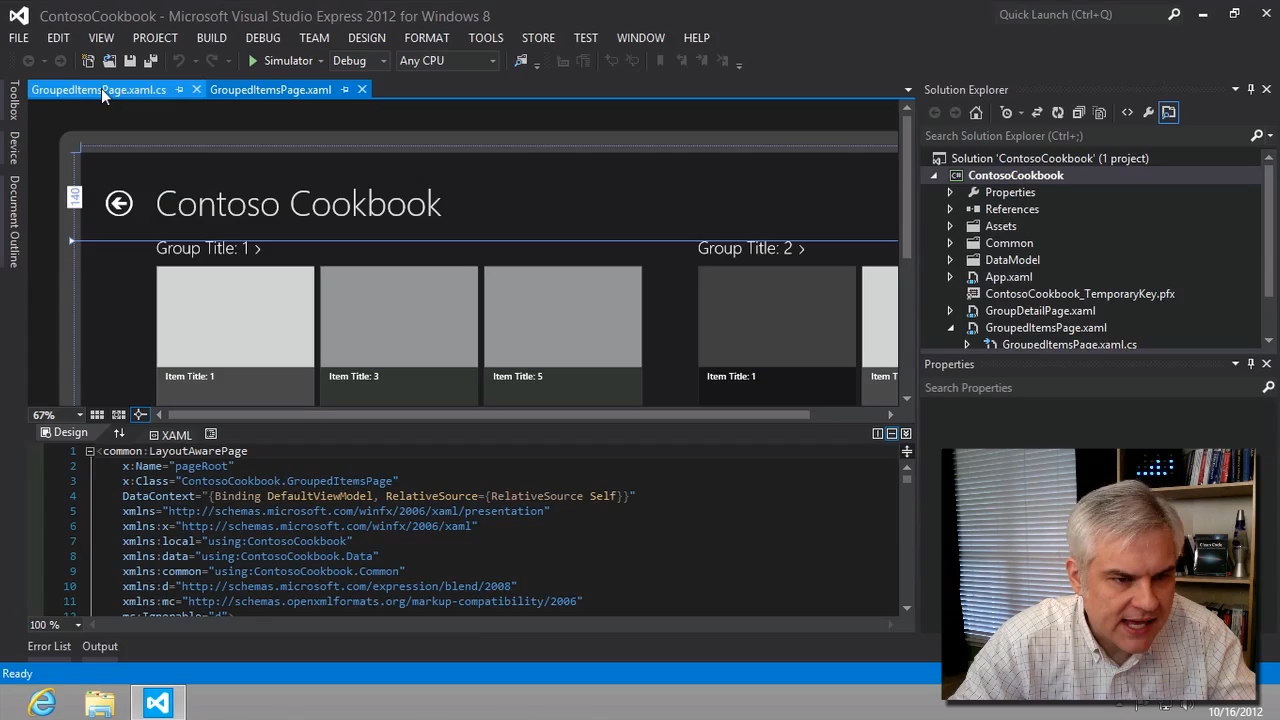 ContosoCookbook - Microsoft Visual Studio Express 2012 for Windows 8
Quick Launch (Ctrl+Q)
FILE EDIT VIEW PROJECT BUILD DEBUG TEAM DESIGN FORMAT TOOLS STORE TEST WINDOW HELP
Simulator Debug Any CPU
GroupedItemsPage.xaml.cs GroupedItemsPage.xaml
Toolbox
Device
Document Outline
140
Contoso Cookbook
Group Title: 1
Group Title: 2
Item Title: 1
Item Title: 3
Item Title: 5
Item Title: 1
Item T
67%
Design XAML
1 <common:LayoutAwarePage
2 x:Name="pageRoot"
3 x:Class="ContosoCookbook.GroupedItemsPage"
4 DataContext="{Binding DefaultViewModel, RelativeSource={RelativeSource Self}}"
5 xmlns="http://schemas.microsoft.com/winfx/2006/xaml/presentation"
6 xmlns:x="http://schemas.microsoft.com/winfx/2006/xaml"
7 xmlns:local="using:ContosoCookbook"
8 xmlns:data="using:ContosoCookbook.Data"
9 xmlns:common="using:ContosoCookbook.Common"
10 xmlns:d="http://schemas.microsoft.com/expression/blend/2008"
11 xmlns:mc="http://schemas.openxmlformats.org/markup-compatibility/2006"
12 mc:Ignorable="d">
100 %
Error List Output
Ready
Solution Explorer
Search Solution Explorer (Ctrl+;)
Solution 'ContosoCookbook' (1 project)
ContosoCookbook
Properties
References
Assets
Common
DataModel
App.xaml
ContosoCookbook_TemporaryKey.pfx
GroupDetailPage.xaml
GroupedItemsPage.xaml
GroupedItemsPage.xaml.cs
Properties
Search Properties
Clean Code
10/16/2012